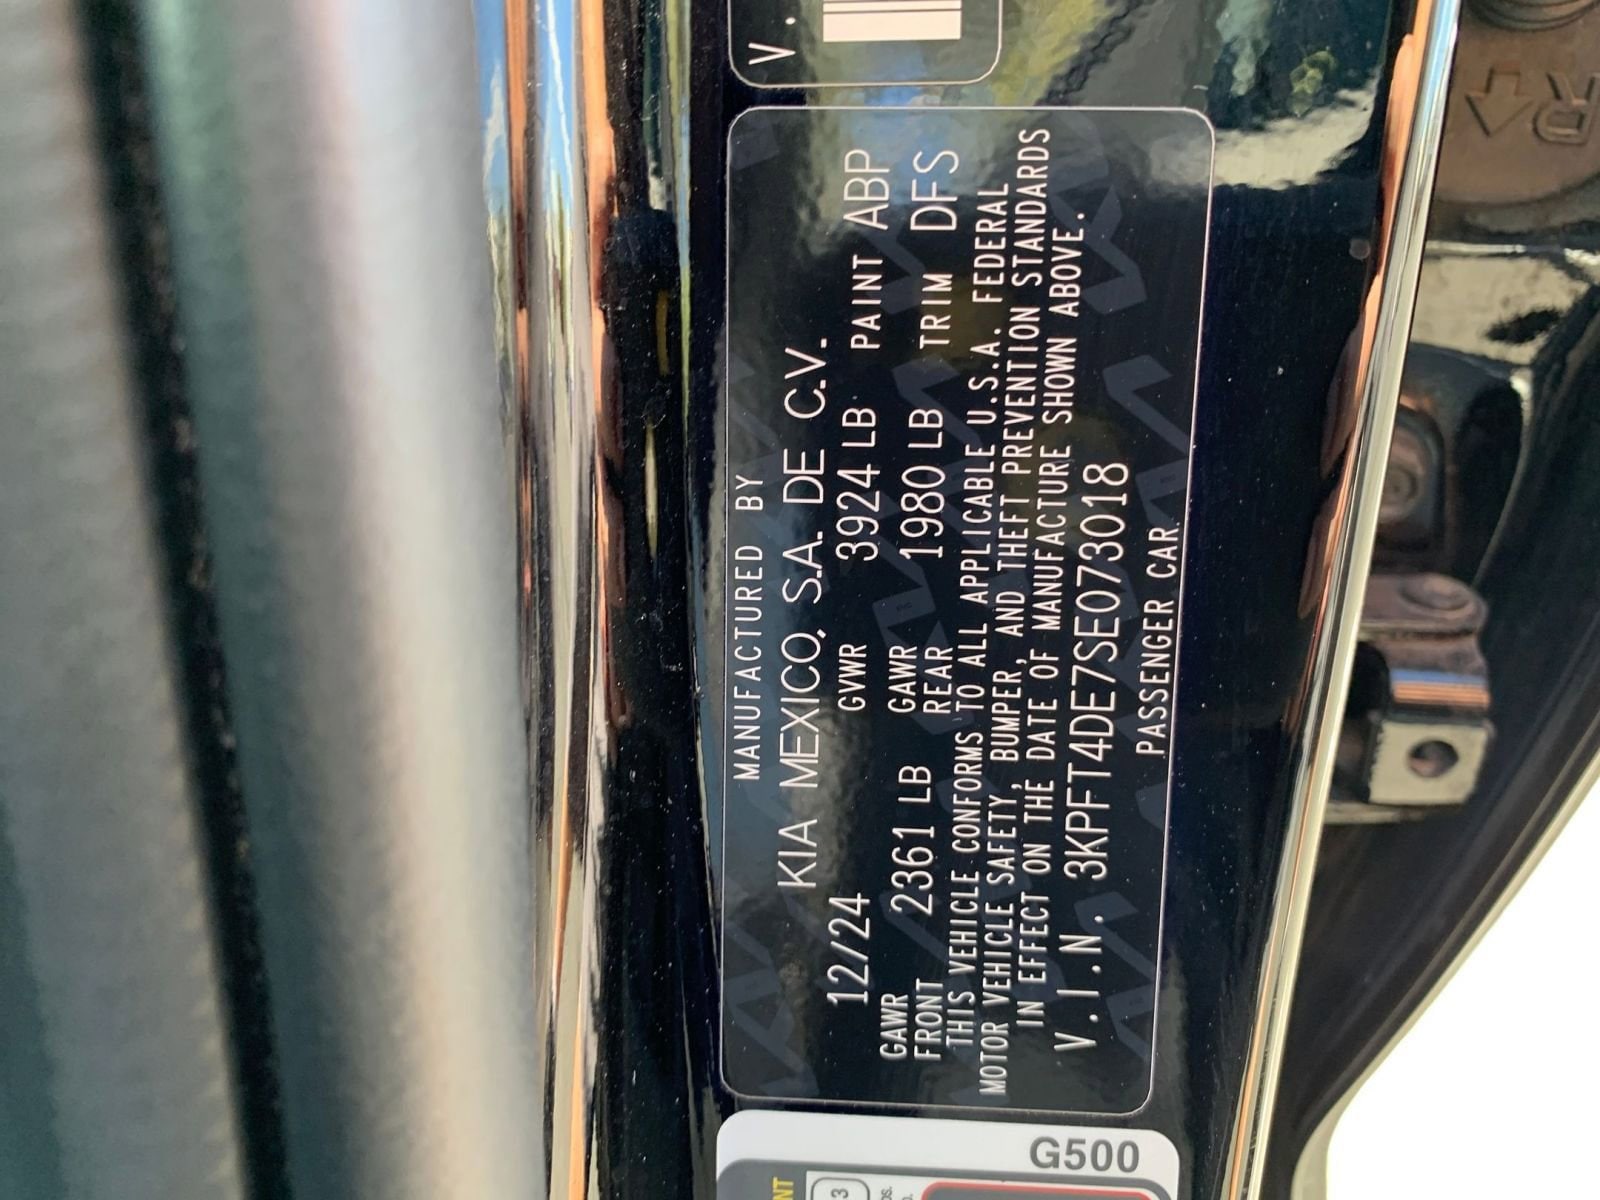 V.
MANUFACTURED BY
KIA MEXICO, S.A. DE C.V.
12/24 GVWR 3924 LB PAINT ABP
GAWR FRONT 2361 LB GAWR REAR 1980 LB TRIM DFS
THIS VEHICLE CONFORMS TO ALL APPLICABLE U.S.A. FEDERAL
MOTOR VEHICLE SAFETY, BUMPER, AND THEFT PREVENTION STANDARDS
IN EFFECT ON THE DATE OF MANUFACTURE SHOWN ABOVE.
V.I.N. 3KPFT4DE7SE073018
PASSENGER CAR.
G500
NT
3
R